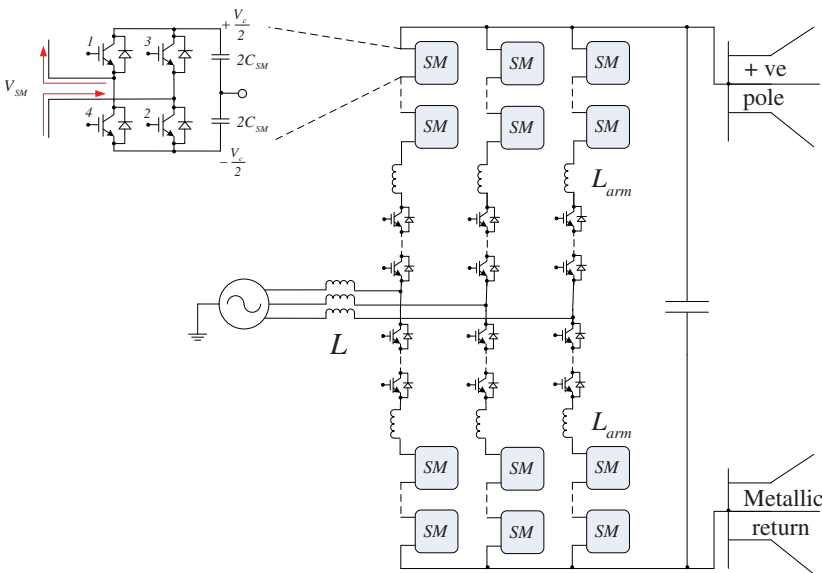 1
3
+ V_c/2
2C_SM
V_SM
4
2
2C_SM
- V_c/2
SM SM SM
SM SM SM
L_arm
L
L_arm
SM SM SM
SM SM SM
+ ve
pole
Metallic
return